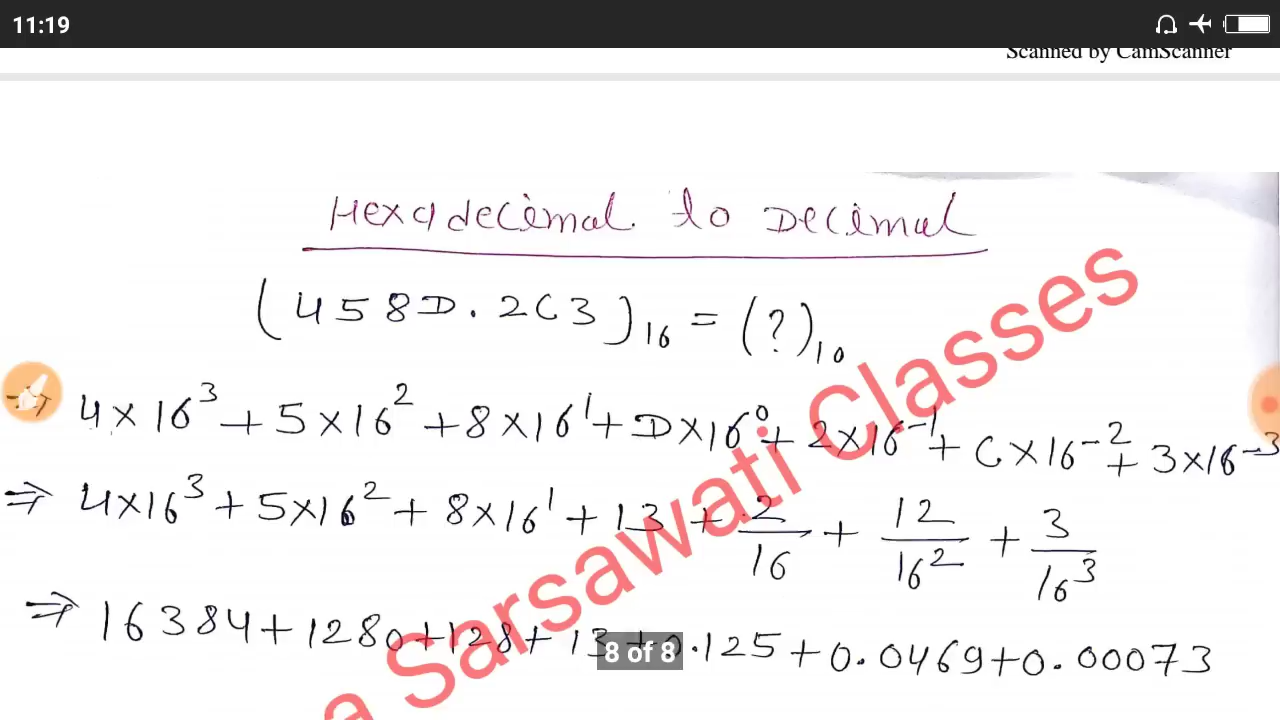 11:19
Scanned by CamScanner
Hexadecimal to Decimal
(458D.2C3)₁₆ = (?)₁₀
4×16³ + 5×16² + 8×16¹ + D×16⁰ + 2×16⁻¹ + C×16⁻² + 3×16⁻³
⇒ 4×16³ + 5×16² + 8×16¹ + 13 + 2/16 + 12/16² + 3/16³
⇒ 16384 + 1280 + 128 + 13 + 0.125 + 0.0469 + 0.00073
8 of 8
a Sarsawati Classes